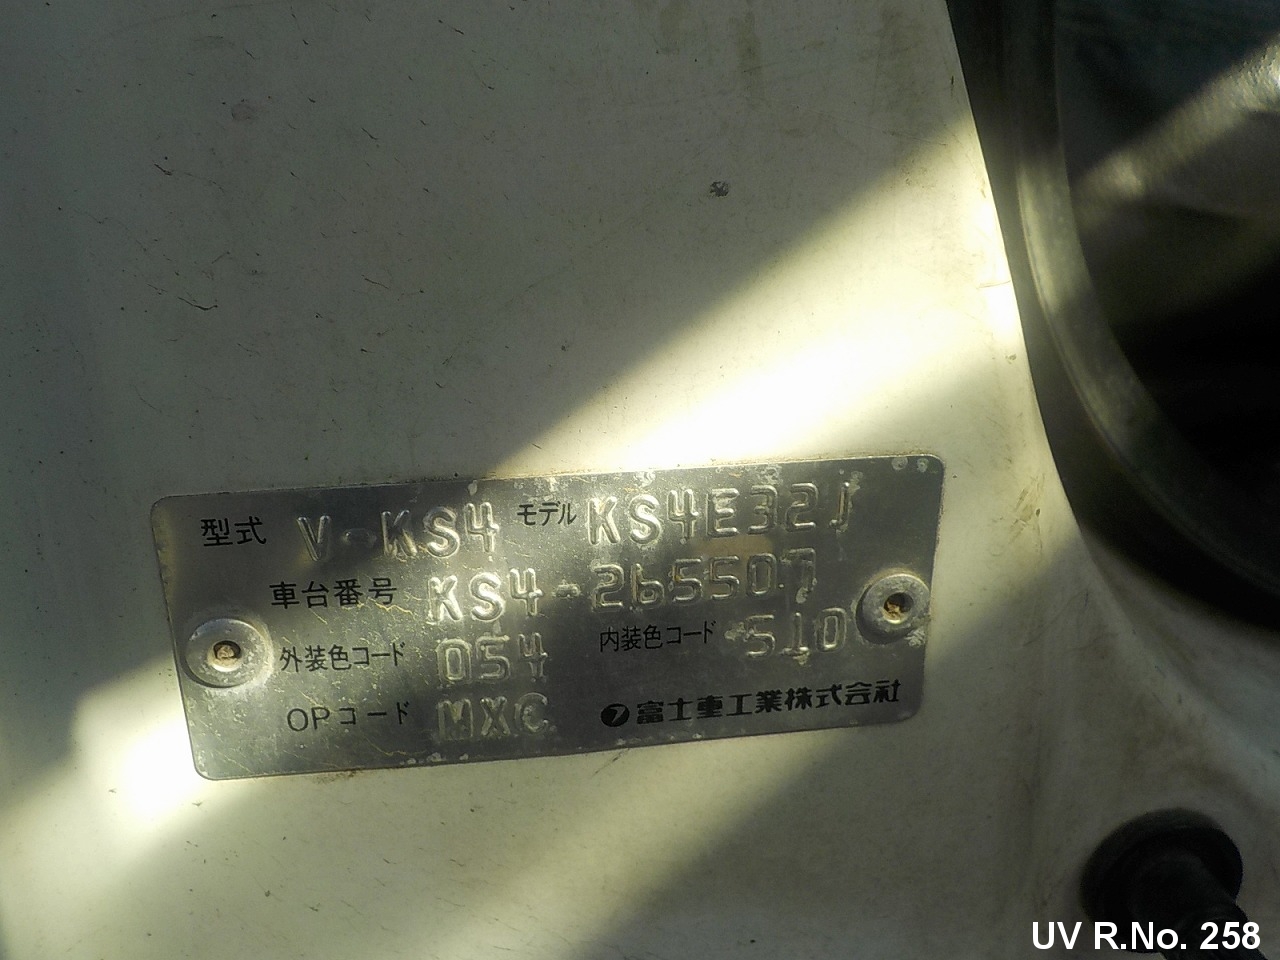 型式 V-KS4 モデル KS4E32J
車台番号 KS4-265507
外装色コード 054 内装色コード S10
OPコード MXC 富士重工業株式会社
UV R.No. 258